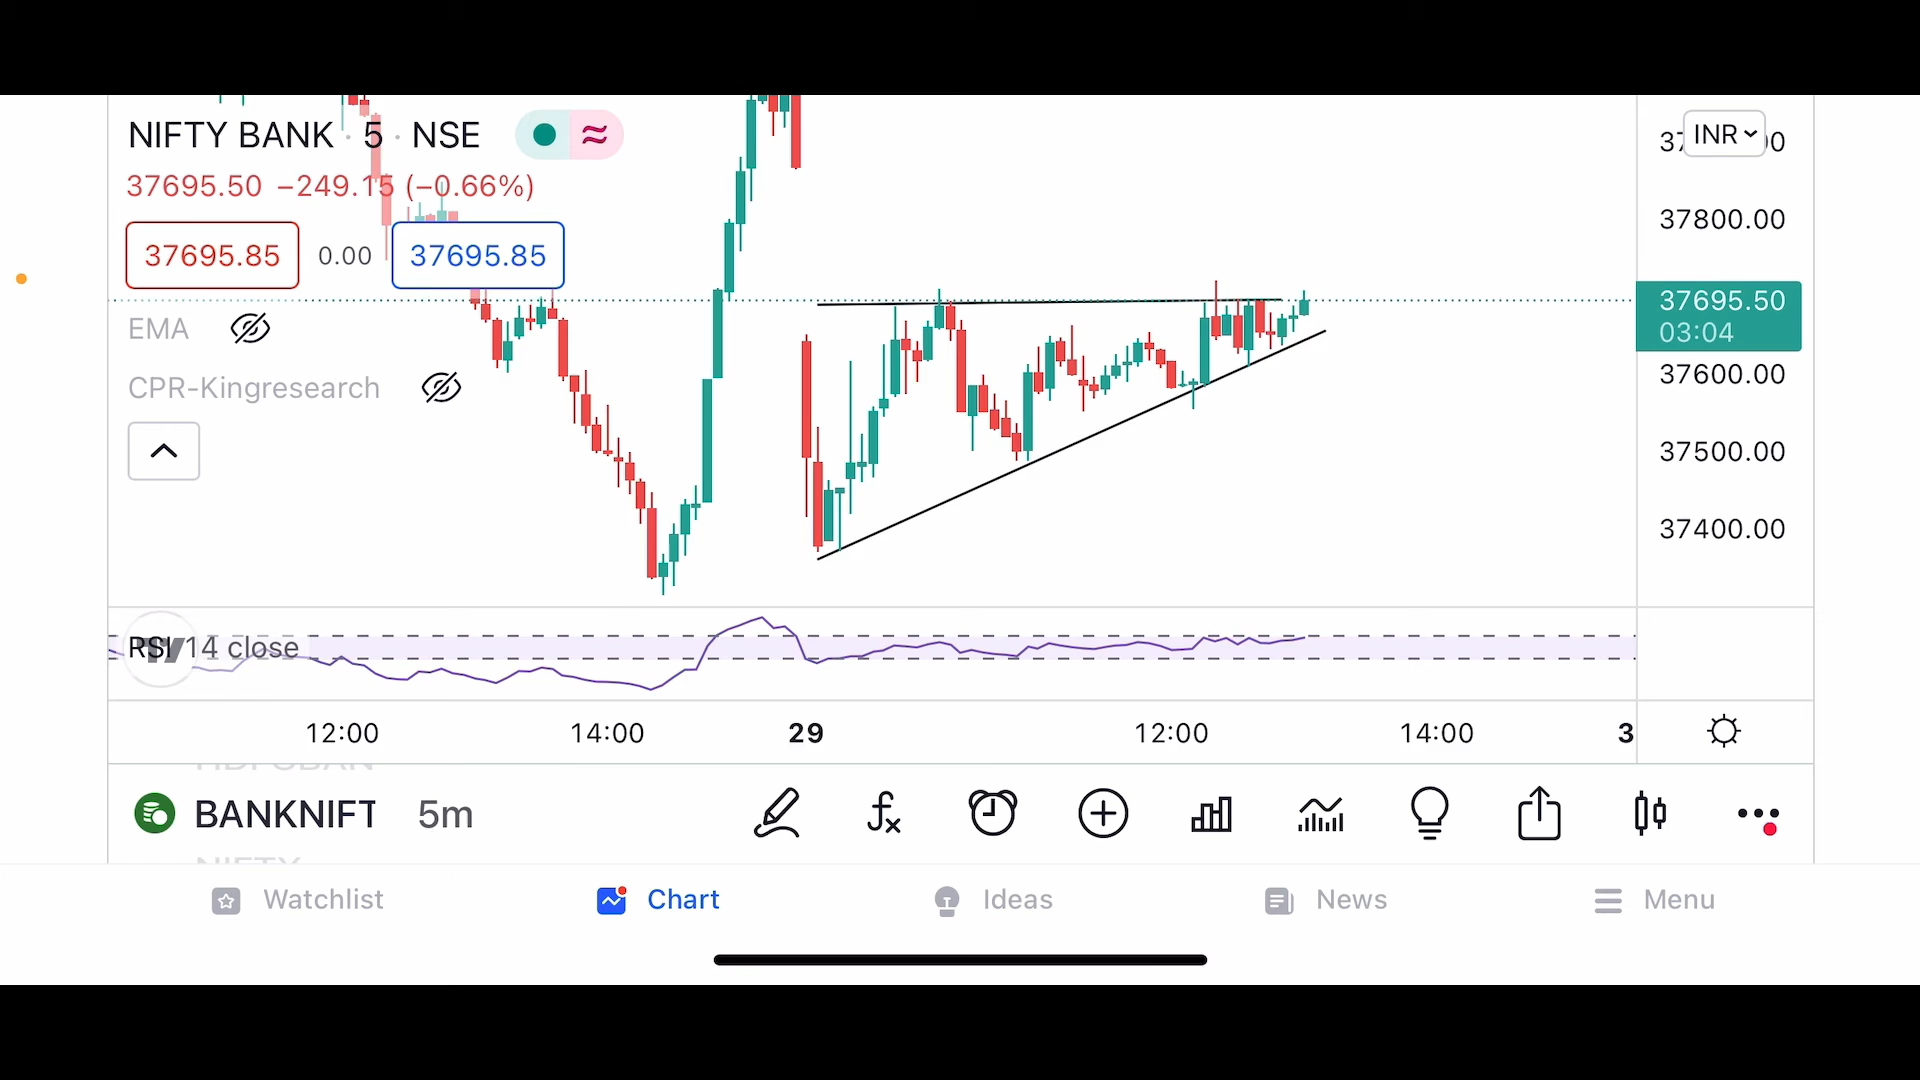 NIFTY BANK · 5 · NSE
INR
37695.50 −249.15 (−0.66%)
37800.00
37695.85 0.00 37695.85
37695.50
03:04
EMA
37600.00
CPR-Kingresearch
37500.00
37400.00
RSI 14 close
12:00 14:00 29 12:00 14:00 3
BANKNIFT 5m
Watchlist Chart Ideas News Menu